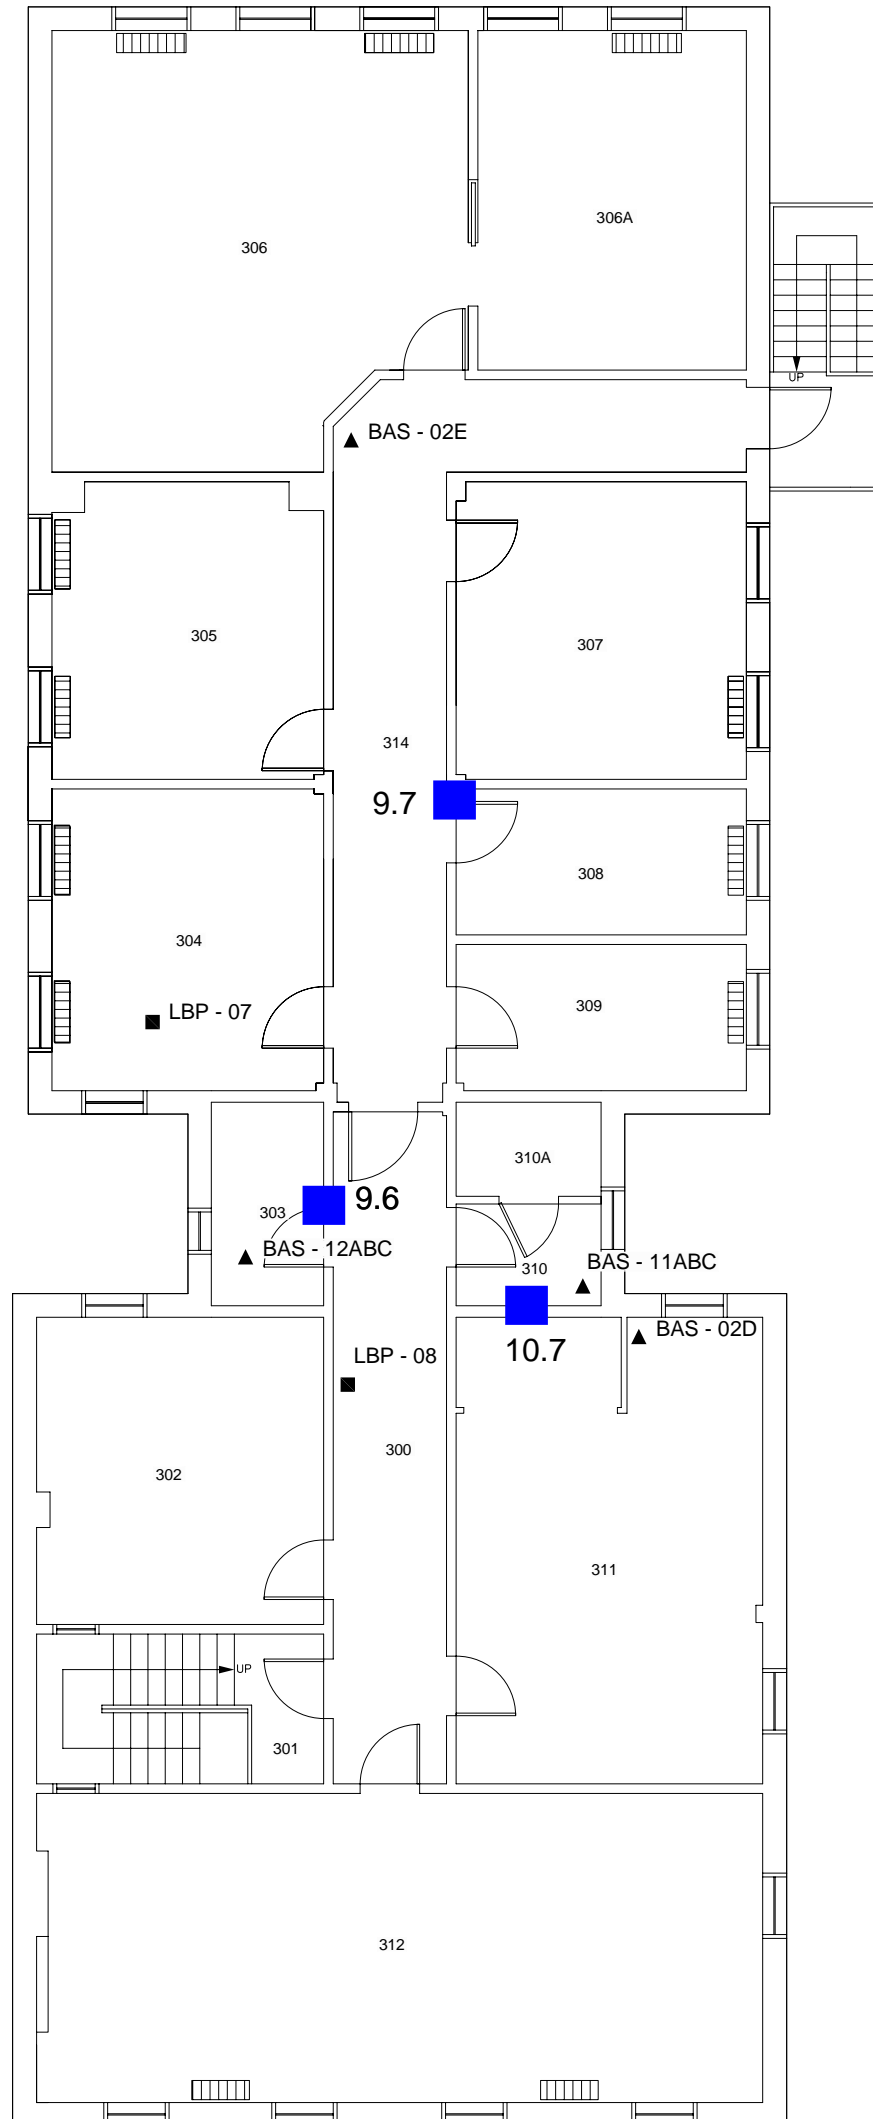 306A
306
UP
BAS - 02E
305
307
314
9.7
308
304
LBP - 07
309
310A
9.6
303
BAS - 12ABC
310
BAS - 11ABC
BAS - 02D
10.7
LBP - 08
300
302
311
UP
301
312